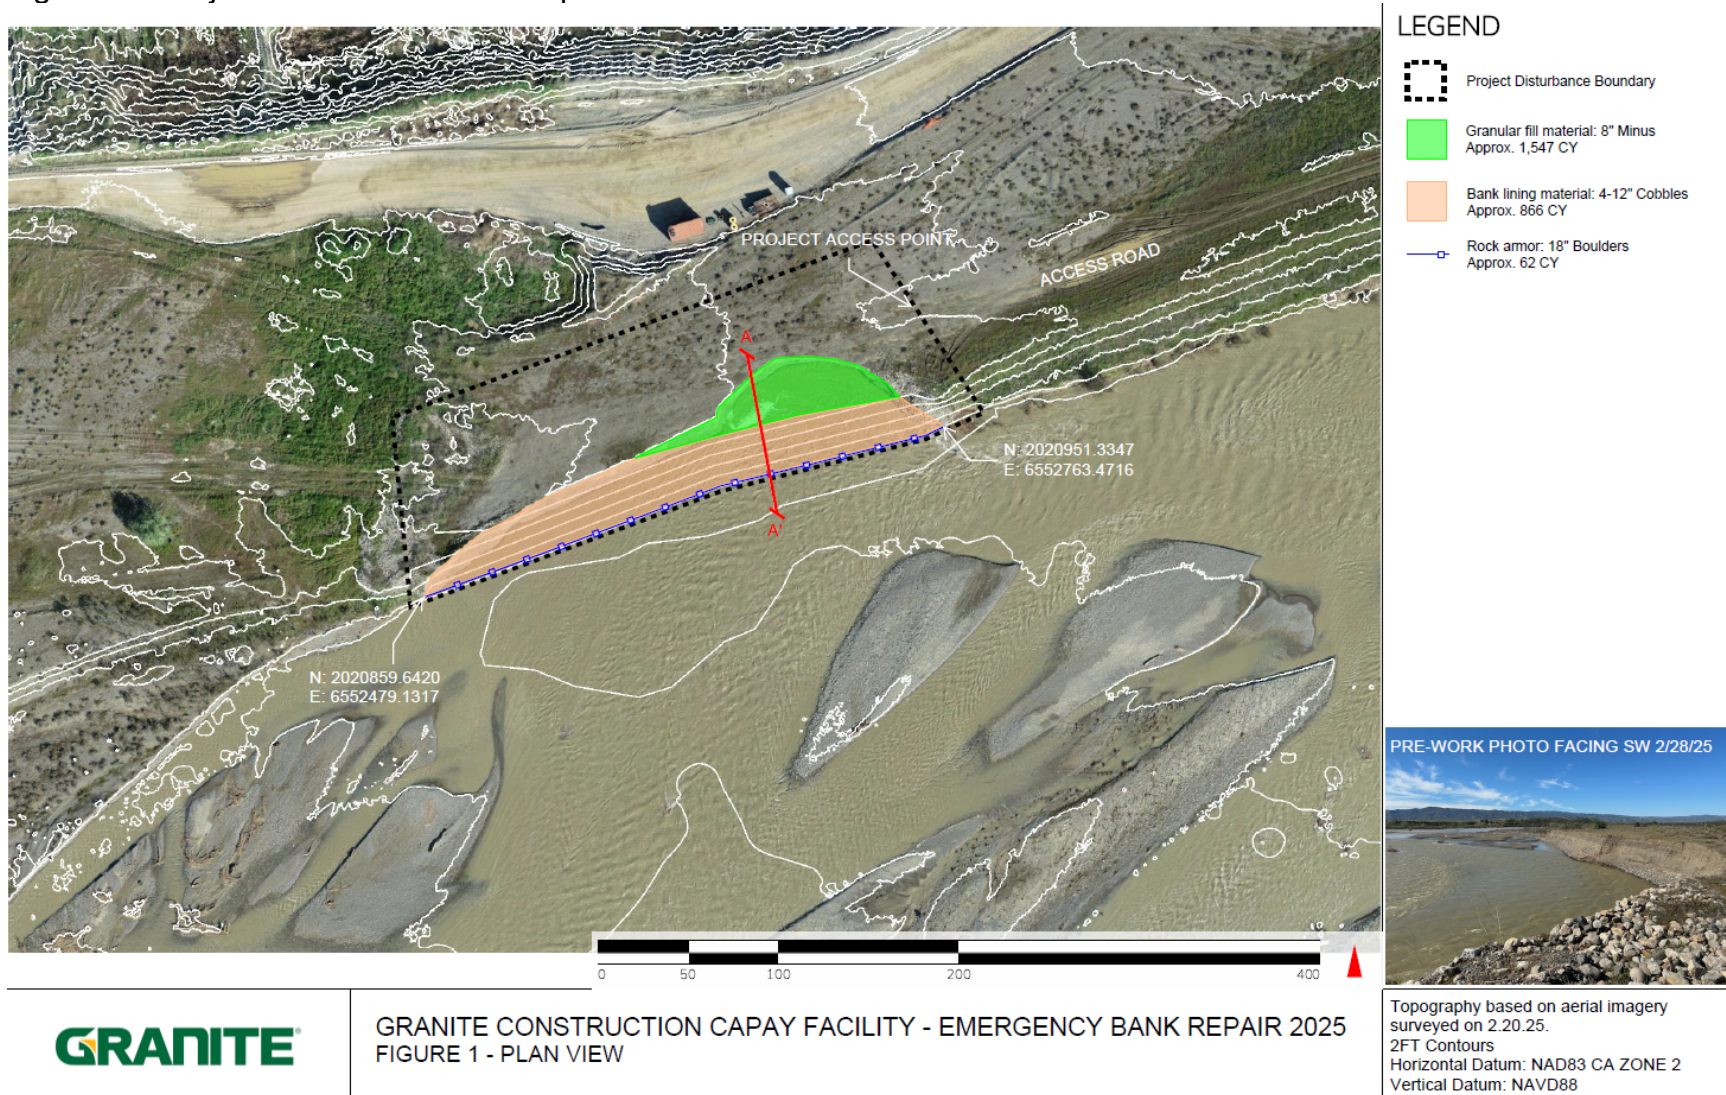 LEGEND
Project Disturbance Boundary
Granular fill material: 8" Minus
Approx. 1,547 CY
Bank lining material: 4-12" Cobbles
Approx. 866 CY
Rock armor: 18" Boulders
Approx. 62 CY
PROJECT ACCESS POINT
ACCESS ROAD
A
A'
N: 2020951.3347
E: 6552763.4716
N: 2020859.6420
E: 6552479.1317
PRE-WORK PHOTO FACING SW 2/28/25
0 50 100 200 400
GRANITE
GRANITE CONSTRUCTION CAPAY FACILITY - EMERGENCY BANK REPAIR 2025
FIGURE 1 - PLAN VIEW
Topography based on aerial imagery
surveyed on 2.20.25.
2FT Contours
Horizontal Datum: NAD83 CA ZONE 2
Vertical Datum: NAVD88